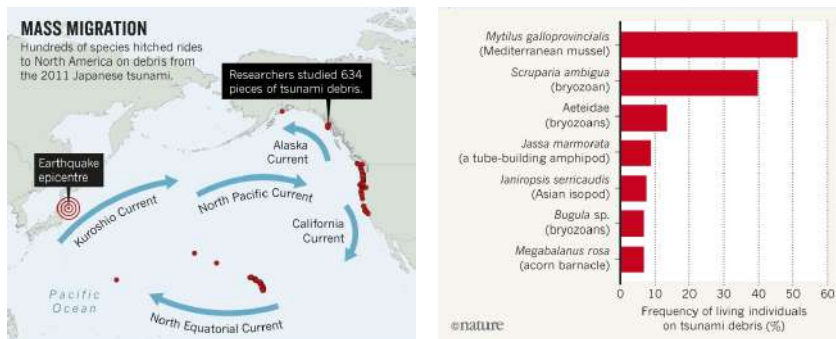 MASS MIGRATION
Hundreds of species hitched rides
to North America on debris from
the 2011 Japanese tsunami.
Researchers studied 634
pieces of tsunami debris.
Earthquake
epicentre
Alaska
Current
Kuroshio Current
North Pacific Current
California
Current
Pacific
Ocean
North Equatorial Current
Mytilus galloprovincialis
(Mediterranean mussel)
Scruparia ambigua
(bryozoan)
Aeteidae
(bryozoans)
Jassa marmorata
(a tube-building amphipod)
Ianiropsis serricaudis
(Asian isopod)
Bugula sp.
(bryozoans)
Megabalanus rosa
(acorn barnacle)
0 10 20 30 40 50 60
Frequency of living individuals
on tsunami debris (%)
©nature